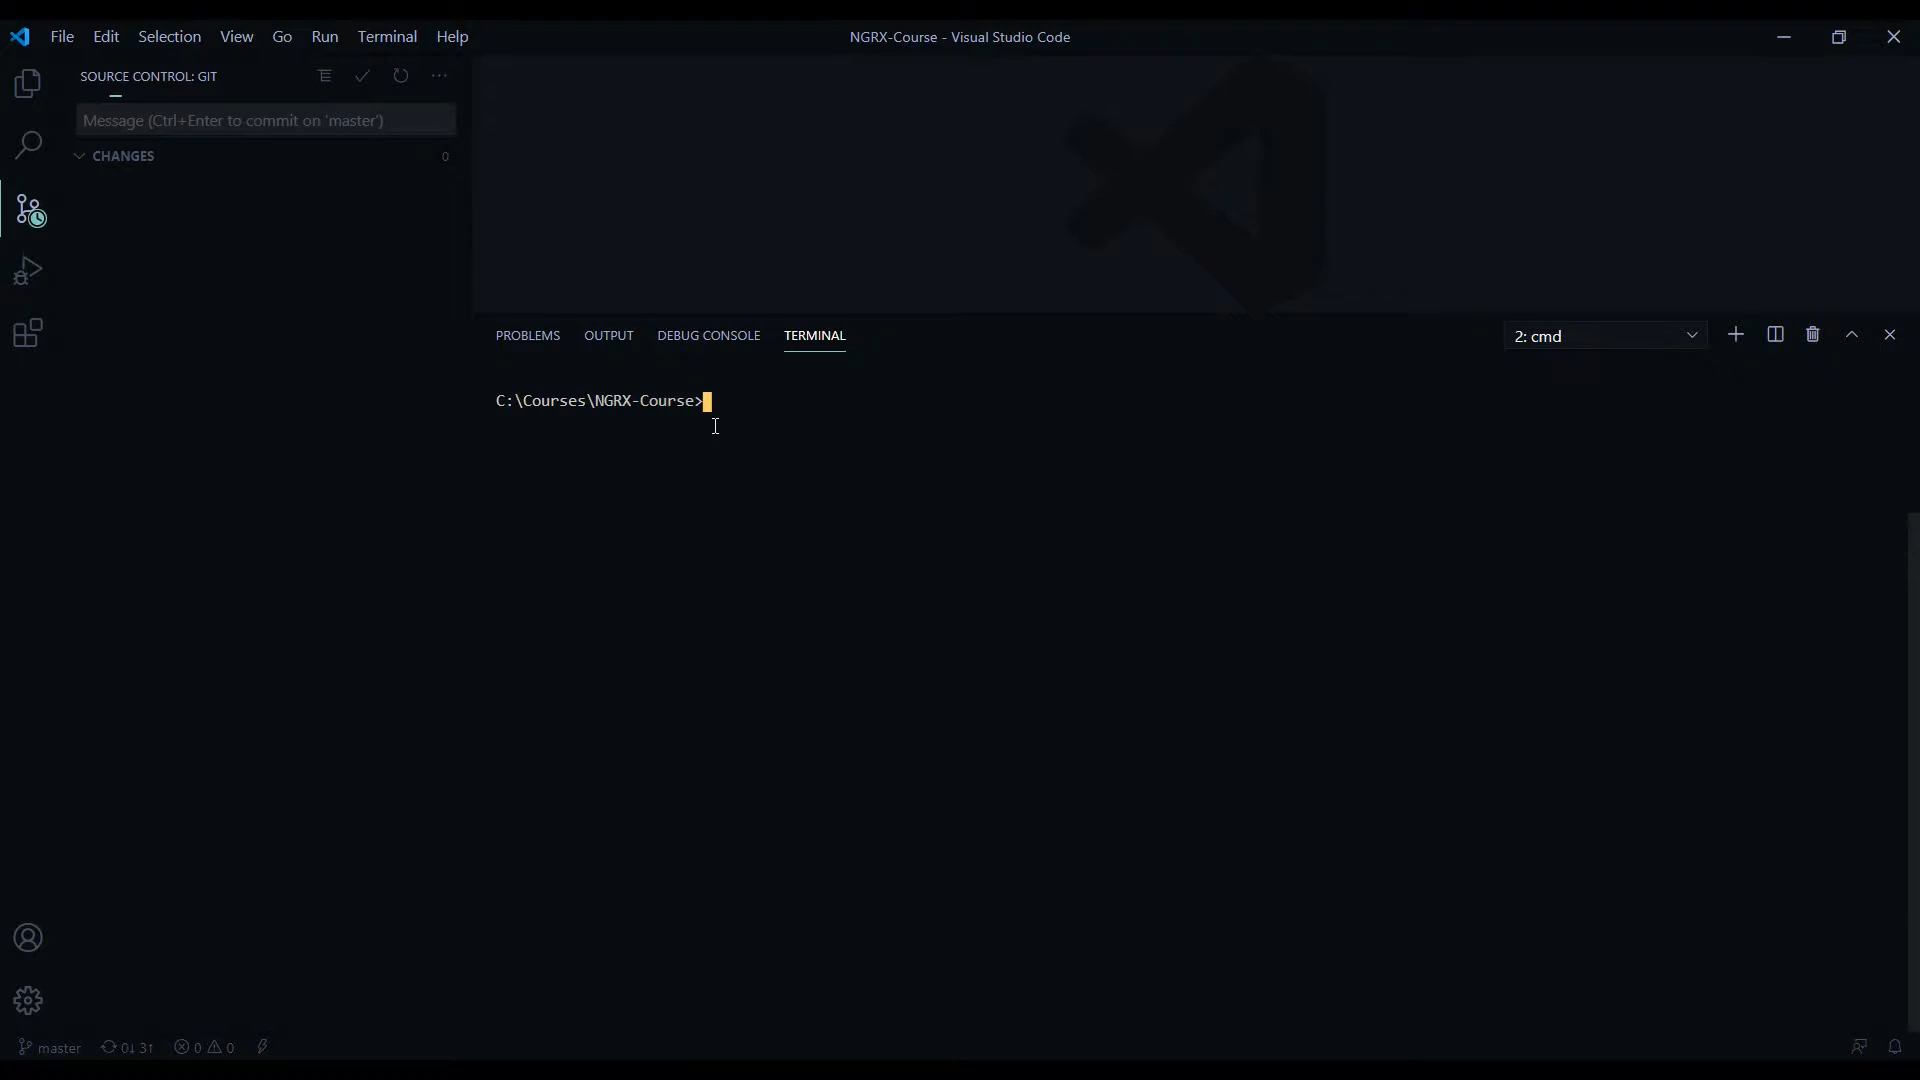 File Edit Selection View Go Run Terminal Help
NGRX-Course - Visual Studio Code
SOURCE CONTROL: GIT
Message (Ctrl+Enter to commit on 'master')
CHANGES 0
PROBLEMS OUTPUT DEBUG CONSOLE TERMINAL
2: cmd
C:\Courses\NGRX-Course>
master 0↓ 3↑ 0 0